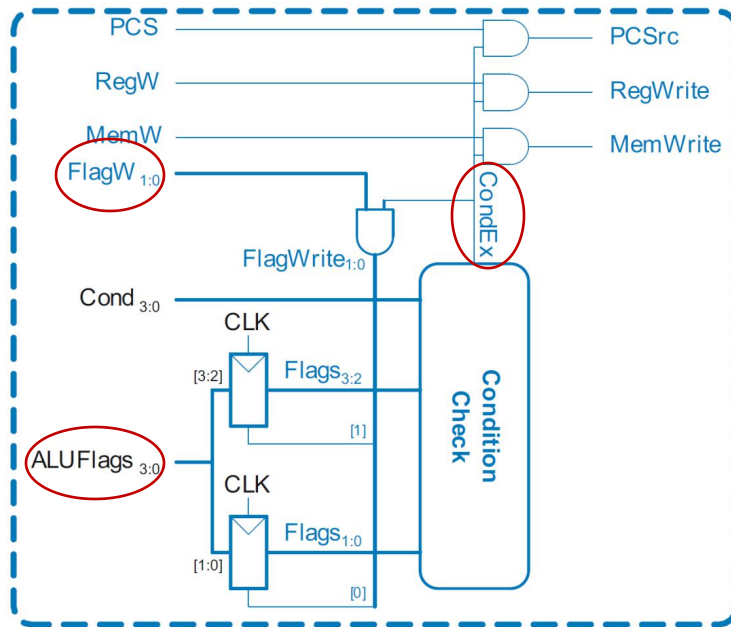 PCS
PCSrc
RegW
RegWrite
MemW
MemWrite
FlagW 1:0
CondEx
FlagWrite1:0
Cond 3:0
CLK
[3:2]
Flags3:2
Condition
Check
[1]
ALUFlags 3:0
CLK
Flags1:0
[1:0]
[0]